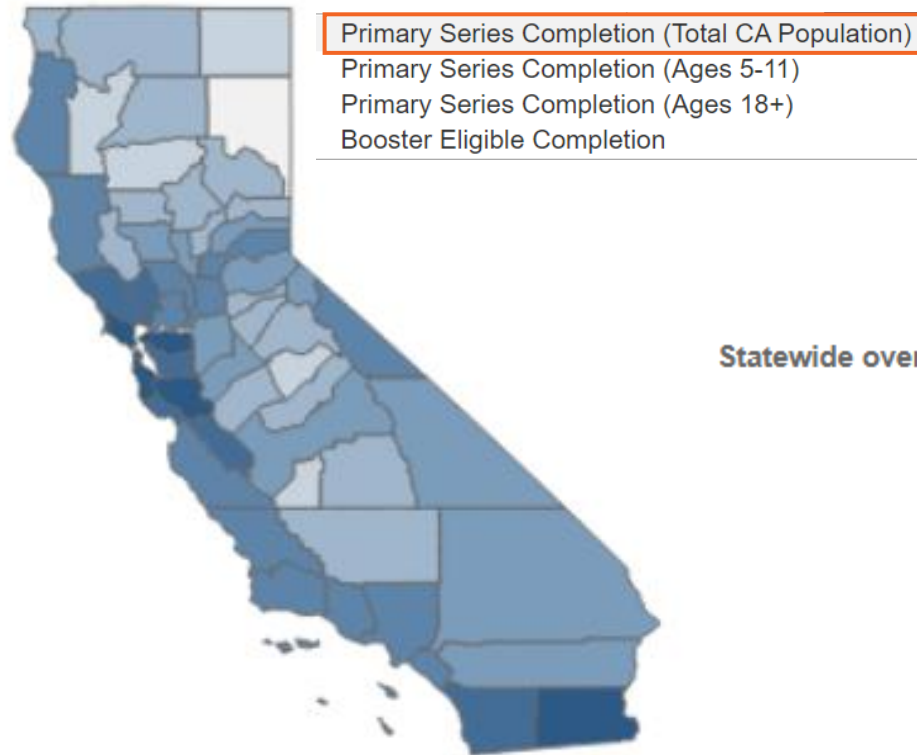 Primary Series Completion (Total CA Population)
Primary Series Completion (Ages 5-11)
Primary Series Completion (Ages 18+)
Booster Eligible Completion
Statewide over